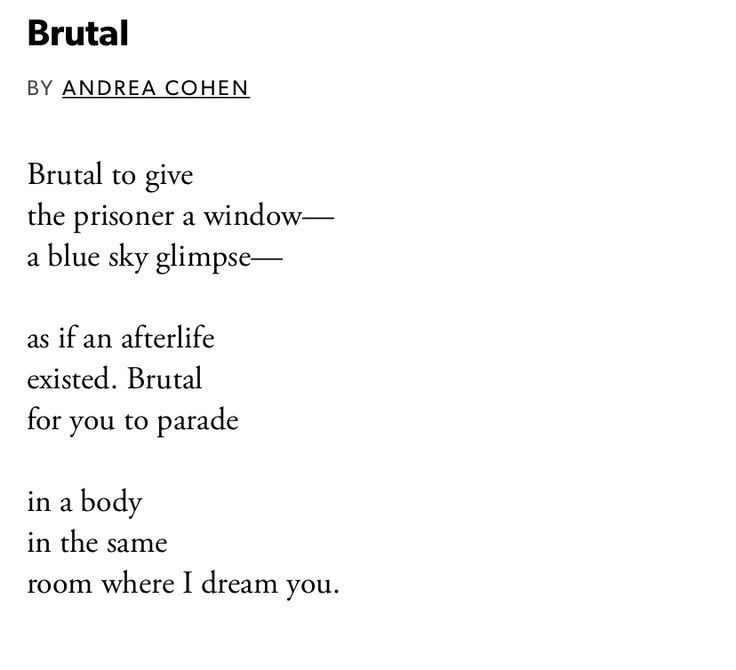 Brutal
BY ANDREA COHEN
Brutal to give
the prisoner a window—
a blue sky glimpse—
as if an afterlife
existed. Brutal
for you to parade
in a body
in the same
room where I dream you.